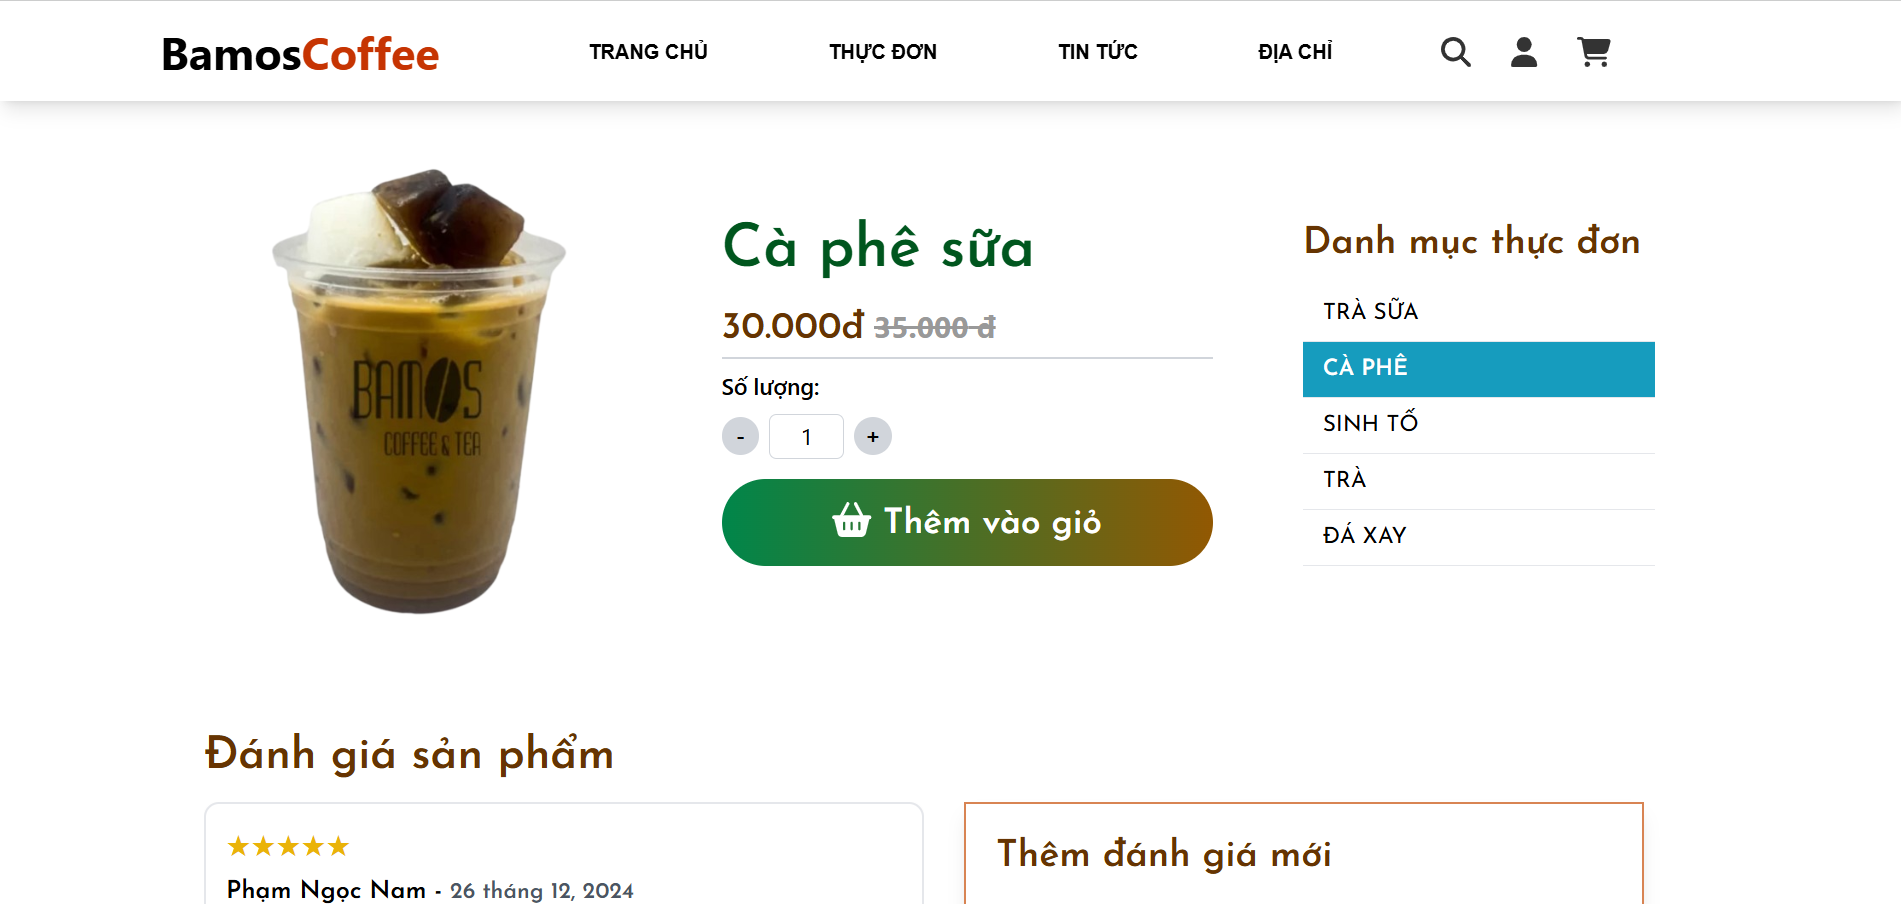 BamosCoffee
TRANG CHỦ
THỰC ĐƠN
TIN TỨC
ĐỊA CHỈ
BAMOS
COFFEE & TEA
Cà phê sữa
30.000đ 35.000 đ
Số lượng:
- 1 +
Thêm vào giỏ
Danh mục thực đơn
TRÀ SỮA
CÀ PHÊ
SINH TỐ
TRÀ
ĐÁ XAY
Đánh giá sản phẩm
★★★★★
Phạm Ngọc Nam - 26 tháng 12, 2024
Thêm đánh giá mới